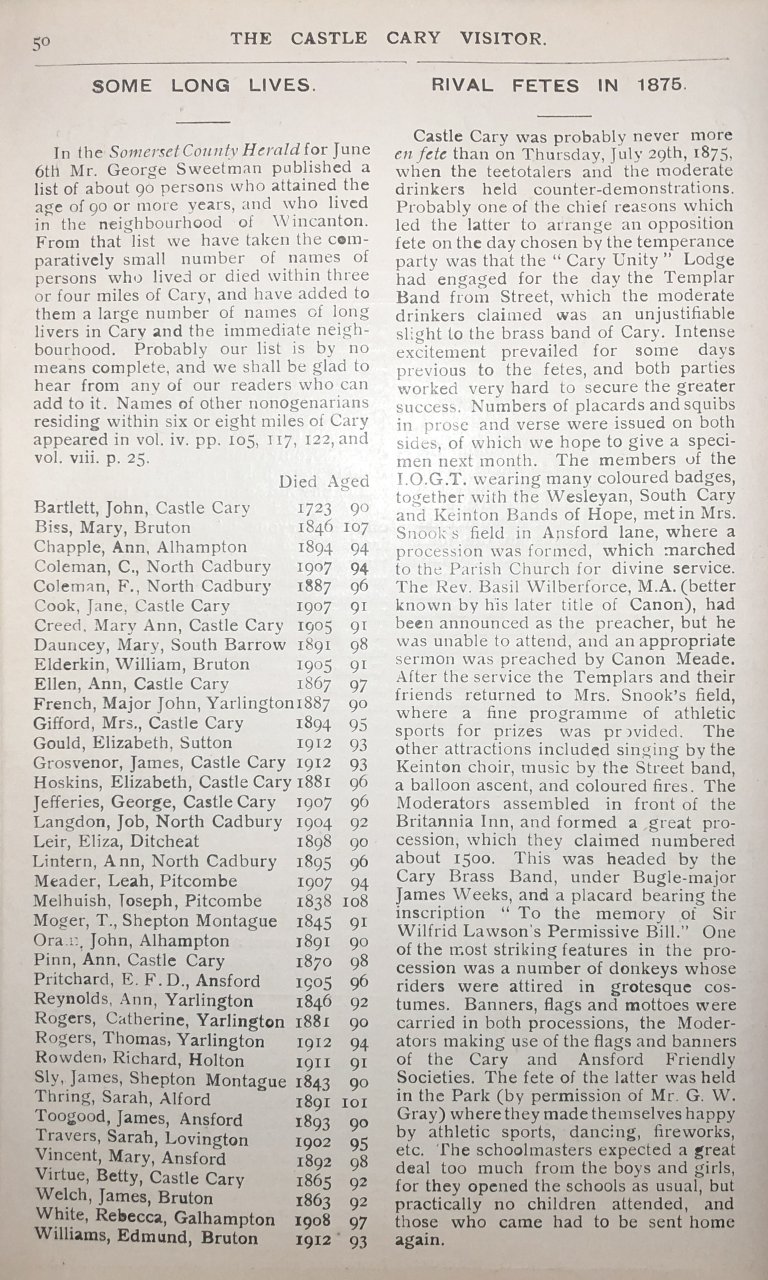 50
THE CASTLE CARY VISITOR.
SOME LONG LIVES.
In the Somerset County Herald for June
6th Mr. George Sweetman published a
list of about 90 persons who attained the
age of 90 or more years, and who lived
in the neighbourhood of Wincanton.
From that list we have taken the com-
paratively small number of names of
persons who lived or died within three
or four miles of Cary, and have added to
them a large number of names of long
livers in Cary and the immediate neigh-
bourhood. Probably our list is by no
means complete, and we shall be glad to
hear from any of our readers who can
add to it. Names of other nonogenarians
residing within six or eight miles of Cary
appeared in vol. iv. pp. 105, 117, 122, and
vol. viii. p. 25.
Died Aged
Bartlett, John, Castle Cary 1723 90
Biss, Mary, Bruton 1846 107
Chapple, Ann, Alhampton 1894 94
Coleman, C., North Cadbury 1907 94
Coleman, F., North Cadbury 1887 96
Cook, Jane, Castle Cary 1907 91
Creed, Mary Ann, Castle Cary 1905 91
Dauncey, Mary, South Barrow 1891 98
Elderkin, William, Bruton 1905 91
Ellen, Ann, Castle Cary 1867 97
French, Major John, Yarlington 1887 90
Gifford, Mrs., Castle Cary 1894 95
Gould, Elizabeth, Sutton 1912 93
Grosvenor, James, Castle Cary 1912 93
Hoskins, Elizabeth, Castle Cary 1881 96
Jefferies, George, Castle Cary 1907 96
Langdon, Job, North Cadbury 1904 92
Leir, Eliza, Ditcheat 1898 90
Lintern, Ann, North Cadbury 1895 96
Meader, Leah, Pitcombe 1907 94
Melhuish, Joseph, Pitcombe 1838 108
Moger, T., Shepton Montague 1845 91
John, Alhampton 1891 90
Pinn, Ann, Castle Cary 1870 98
Pritchard, E. F. D., Ansford 1905 96
Reynolds, Ann, Yarlington 1846 92
Rogers, Catherine, Yarlington 1881 90
Rogers, Thomas, Yarlington 1912 94
Rowden, Richard, Holton 1911 91
Sly, James, Shepton Montague 1843 90
Thring, Sarah, Alford 1891 101
Toogood, James, Ansford 1893 90
Travers, Sarah, Lovington 1902 95
Vincent, Mary, Ansford 1892 98
Virtue, Betty, Castle Cary 1865 92
Welch, James, Bruton 1863 92
White, Rebecca, Galhampton 1908 97
Williams, Edmund, Bruton 1912 93
RIVAL FETES IN 1875.
Castle Cary was probably never more
en fete than on Thursday, July 29th, 1875,
when the teetotalers and the moderate
drinkers held counter-demonstrations.
Probably one of the chief reasons which
led the latter to arrange an opposition
fete on the day chosen by the temperance
party was that the " Cary Unity " Lodge
had engaged for the day the Templar
Band from Street, which the moderate
drinkers claimed was an unjustifiable
slight to the brass band of Cary. Intense
excitement prevailed for some days
previous to the fetes, and both parties
worked very hard to secure the greater
success. Numbers of placards and squibs
in prose and verse were issued on both
sides, of which we hope to give a speci-
men next month. The members of the
I.O.G.T. wearing many coloured badges,
together with the Wesleyan, South Cary
and Keinton Bands of Hope, met in Mrs.
Snook's field in Ansford lane, where a
procession was formed, which marched
to the Parish Church for divine service.
The Rev. Basil Wilberforce, M.A. (better
known by his later title of Canon), had
been announced as the preacher, but he
was unable to attend, and an appropriate
sermon was preached by Canon Meade.
After the service the Templars and their
friends returned to Mrs. Snook's field,
where a fine programme of athletic
sports for prizes was provided. The
other attractions included singing by the
Keinton choir, music by the Street band,
a balloon ascent, and coloured fires. The
Moderators assembled in front of the
Britannia Inn, and formed a great pro-
cession, which they claimed numbered
about 1500. This was headed by the
Cary Brass Band, under Bugle-major
James Weeks, and a placard bearing the
inscription " To the memory of Sir
Wilfrid Lawson's Permissive Bill." One
of the most striking features in the pro-
cession was a number of donkeys whose
riders were attired in grotesque cos-
tumes. Banners, flags and mottoes were
carried in both processions, the Moder-
ators making use of the flags and banners
of the Cary and Ansford Friendly
Societies. The fete of the latter was held
in the Park (by permission of Mr. G. W.
Gray) where they made themselves happy
by athletic sports, dancing, fireworks,
etc. The schoolmasters expected a great
deal too much from the boys and girls,
for they opened the schools as usual, but
practically no children attended, and
those who came had to be sent home
again.